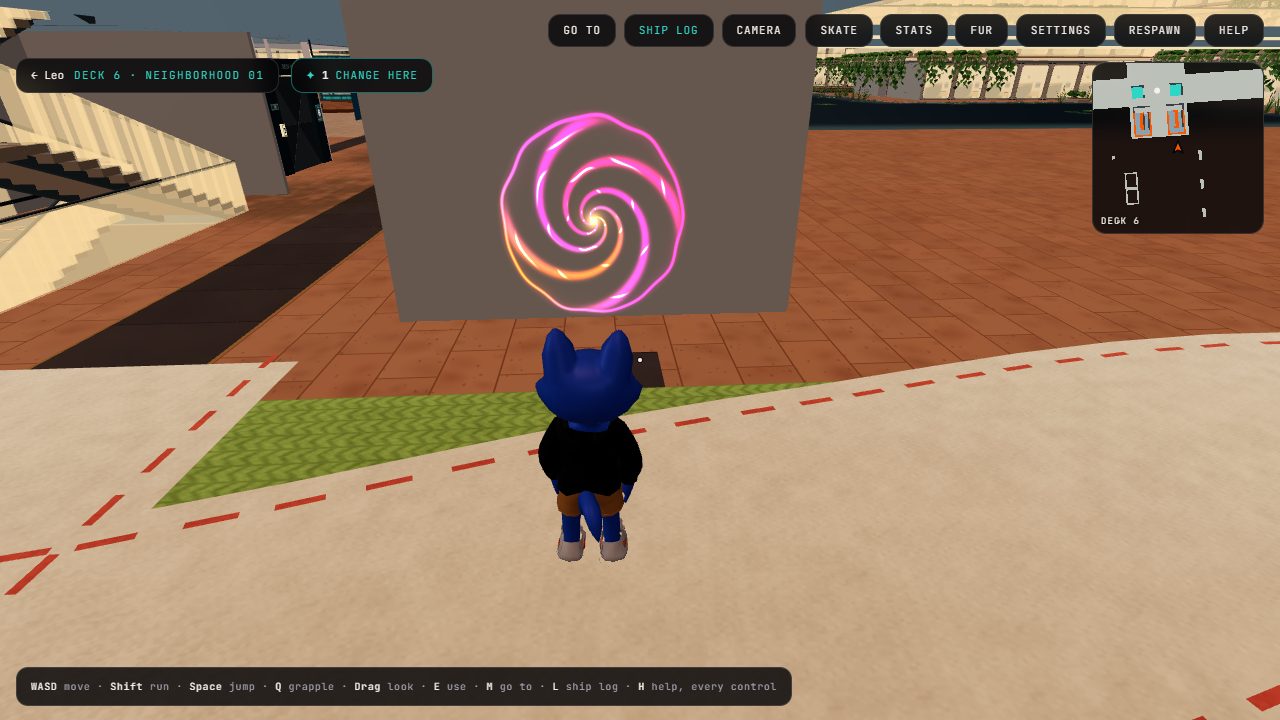 GO TO
SHIP LOG
CAMERA
SKATE
STATS
FUR
SETTINGS
RESPAWN
HELP
← Leo DECK 6 · NEIGHBORHOOD 01
✦ 1 CHANGE HERE
DECK 6
WASD move · Shift run · Space jump · Q grapple · Drag look · E use · M go to · L ship log · H help, every control